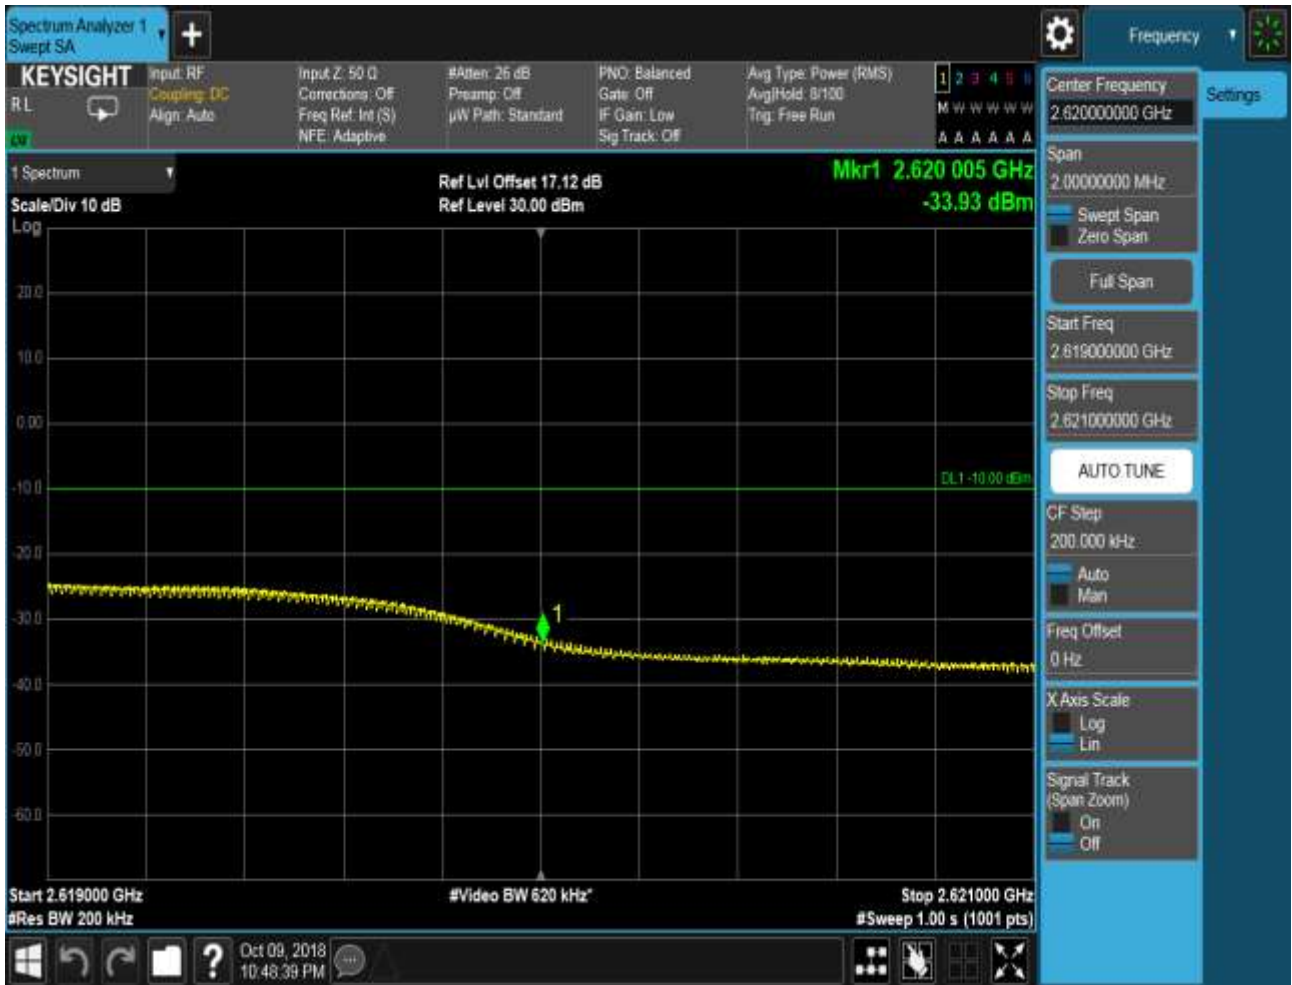 Spectrum Analyzer 1
Swept SA
+
Frequency
KEYSIGHT
R L
Input: RF
Coupling: DC
Align: Auto
Input Z: 50 Ω
Corrections: Off
Freq Ref: Int (S)
NFE: Adaptive
#Atten: 26 dB
Preamp: Off
µW Path: Standard
PNO: Balanced
Gate: Off
IF Gain: Low
Sig Track: Off
Avg Type: Power (RMS)
Avg|Hold: 8/100
Trig: Free Run
1 2 3 4 5 6
M W W W W W
A A A A A A
1 Spectrum
Scale/Div 10 dB
Log
Ref Lvl Offset 17.12 dB
Ref Level 30.00 dBm
Mkr1 2.620 005 GHz
-33.93 dBm
20.0
10.0
0.00
-10.0
-20.0
-30.0
-40.0
-50.0
-60.0
DL1 -10.00 dBm
1
Start 2.619000 GHz
#Res BW 200 kHz
#Video BW 620 kHz*
Stop 2.621000 GHz
#Sweep 1.00 s (1001 pts)
Center Frequency
2.620000000 GHz
Settings
Span
2.00000000 MHz
Swept Span
Zero Span
Full Span
Start Freq
2.619000000 GHz
Stop Freq
2.621000000 GHz
AUTO TUNE
CF Step
200.000 kHz
Auto
Man
Freq Offset
0 Hz
X Axis Scale
Log
Lin
Signal Track
(Span Zoom)
On
Off
?
Oct 09, 2018
10:48:39 PM